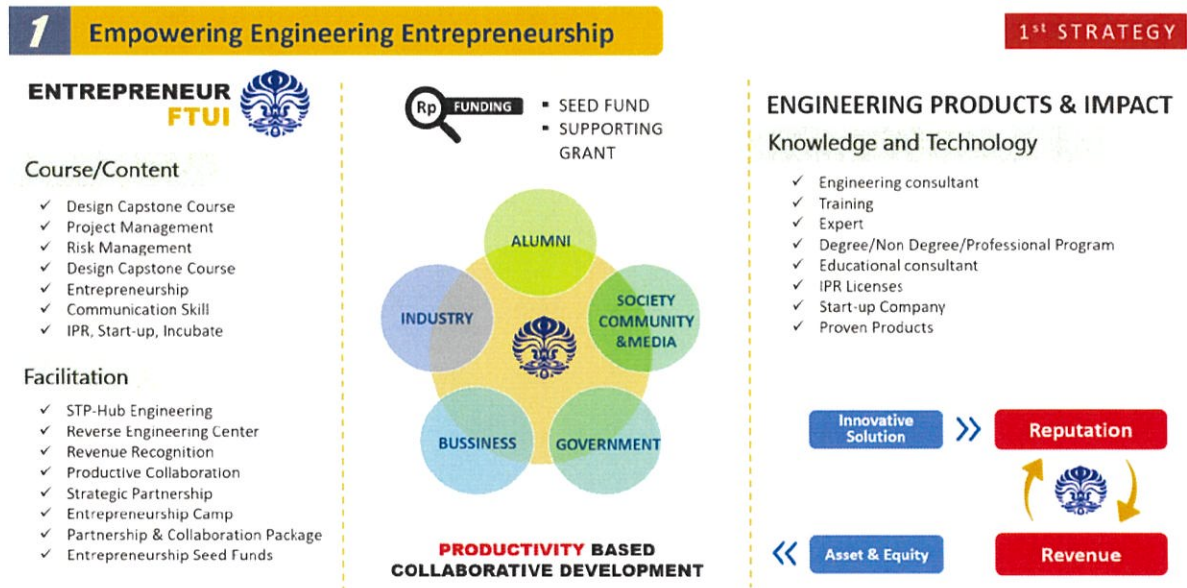 1
Empowering Engineering Entrepreneurship
1st STRATEGY
ENTREPRENEUR
FTUI
Course/Content
✓ Design Capstone Course
✓ Project Management
✓ Risk Management
✓ Design Capstone Course
✓ Entrepreneurship
✓ Communication Skill
✓ IPR, Start-up, Incubate
Facilitation
✓ STP-Hub Engineering
✓ Reverse Engineering Center
✓ Revenue Recognition
✓ Productive Collaboration
✓ Strategic Partnership
✓ Entrepreneurship Camp
✓ Partnership & Collaboration Package
✓ Entrepreneurship Seed Funds
Rp FUNDING
▪ SEED FUND
▪ SUPPORTING
GRANT
ALUMNI
INDUSTRY
SOCIETY
COMMUNITY
&MEDIA
BUSSINESS
GOVERNMENT
PRODUCTIVITY BASED
COLLABORATIVE DEVELOPMENT
ENGINEERING PRODUCTS & IMPACT
Knowledge and Technology
✓ Engineering consultant
✓ Training
✓ Expert
✓ Degree/Non Degree/Professional Program
✓ Educational consultant
✓ IPR Licenses
✓ Start-up Company
✓ Proven Products
Innovative
Solution
Reputation
Asset & Equity
Revenue